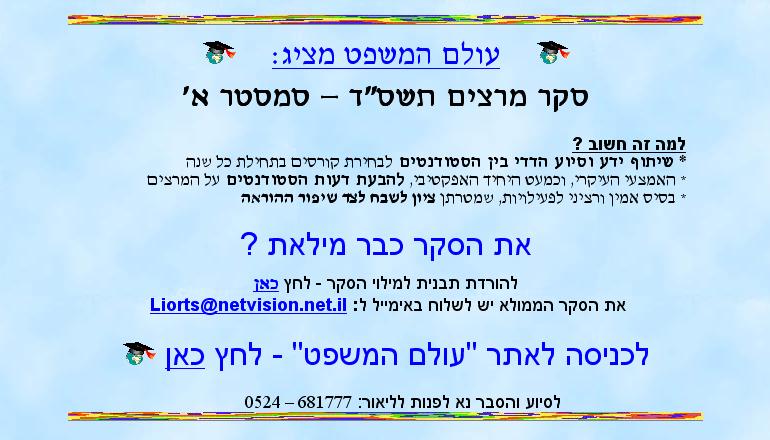 עולם המשפט מציג:
סקר מרצים תשס"ד – סמסטר א'
למה זה חשוב ?
* שיתוף ידע וסיוע הדדי בין הסטודנטים לבחירת קורסים בתחילת כל שנה
* האמצעי העיקרי, וכמעט היחיד האפקטיבי, להבעת דעות הסטודנטים על המרצים
* בסיס אמין ורציני לפעילויות, שמטרתן ציון לשבח לצד שיפור ההוראה
את הסקר כבר מילאת ?
להורדת תבנית למילוי הסקר - לחץ כאן
את הסקר הממולא יש לשלוח באימייל ל: Liorts@netvision.net.il
לכניסה לאתר "עולם המשפט" - לחץ כאן
לסיוע והסבר נא לפנות לליאור: 681777 – 0524